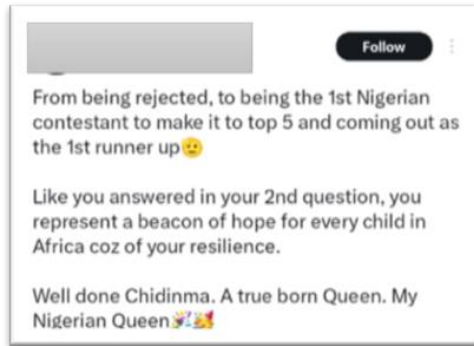 Follow
From being rejected, to being the 1st Nigerian
contestant to make it to top 5 and coming out as
the 1st runner up🫡
Like you answered in your 2nd question, you
represent a beacon of hope for every child in
Africa coz of your resilience.
Well done Chidinma. A true born Queen. My
Nigerian Queen🎉🥳